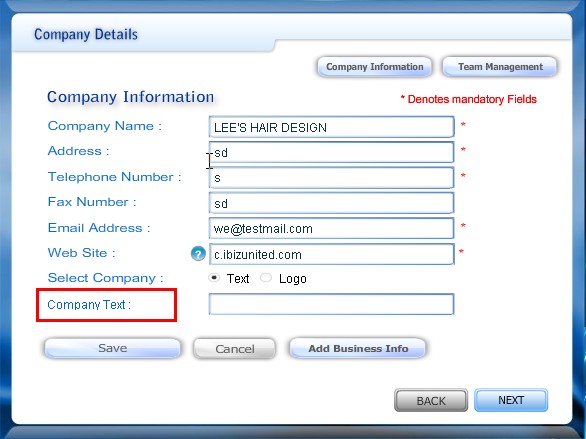 Company Details
Company Information Team Management
Company Information * Denotes mandatory Fields
Company Name : LEE'S HAIR DESIGN *
Address : sd *
Telephone Number : s *
Fax Number : sd
Email Address : we@testmail.com *
Web Site : ? c.ibizunited.com *
Select Company : Text Logo
Company Text :
Save Cancel Add Business Info
BACK NEXT